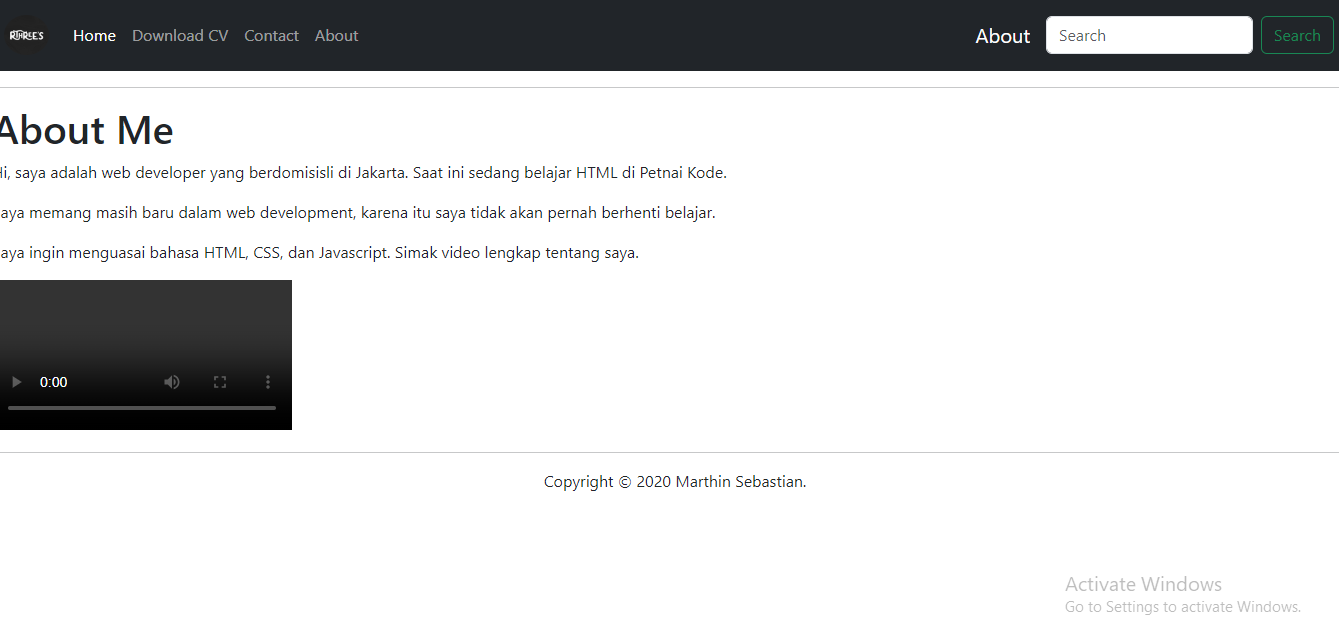 Home Download CV Contact About About Search Search
About Me
Hi, saya adalah web developer yang berdomisisli di Jakarta. Saat ini sedang belajar HTML di Petnai Kode.
aya memang masih baru dalam web development, karena itu saya tidak akan pernah berhenti belajar.
aya ingin menguasai bahasa HTML, CSS, dan Javascript. Simak video lengkap tentang saya.
0:00
Copyright © 2020 Marthin Sebastian.
Activate Windows
Go to Settings to activate Windows.